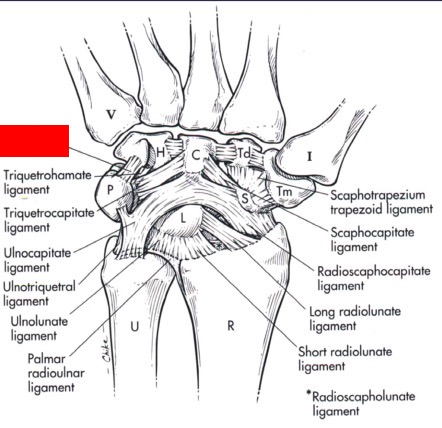 V
I
H
C
Td
P
S
Tm
L
U
R
Triquetrohamate
ligament
Triquetrocapitate
ligament
Ulnocapitate
ligament
Ulnotriquetral
ligament
Ulnolunate
ligament
Palmar
radioulnar
ligament
Scaphotrapezium
trapezoid ligament
Scaphocapitate
ligament
Radioscaphocapitate
ligament
Long radiolunate
ligament
Short radiolunate
ligament
*Radioscapholunate
ligament
*